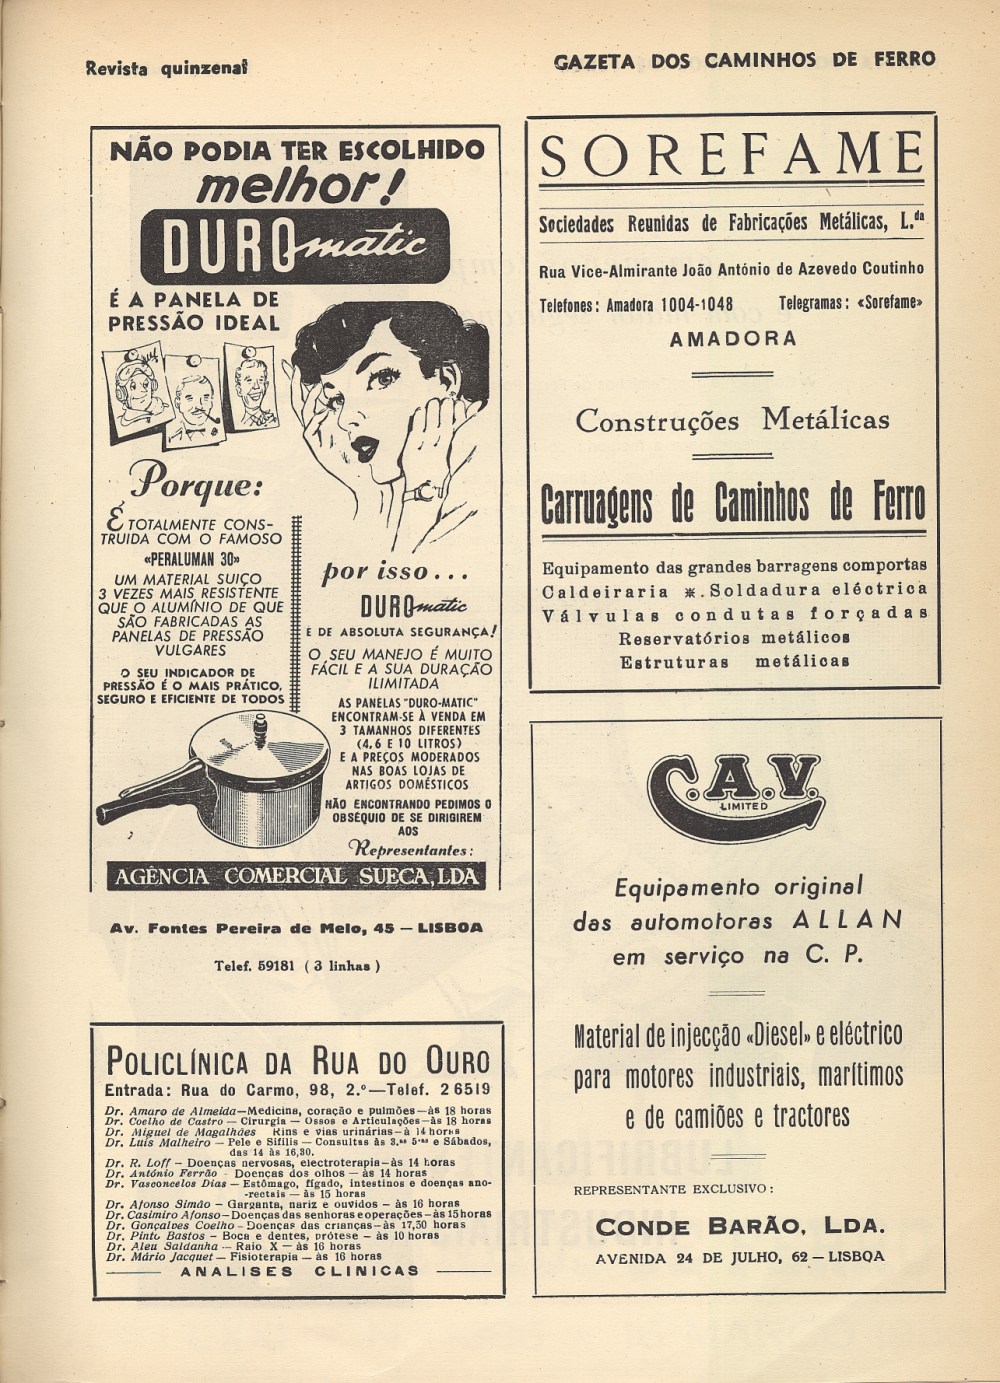 Revista quinzenal
GAZETA DOS CAMINHOS DE FERRO
NÃO PODIA TER ESCOLHIDO
melhor!
DUROmatic
É A PANELA DE
PRESSÃO IDEAL
Porque:
É TOTALMENTE CONS-
TRUIDA COM O FAMOSO
«PERALUMAN 30»
UM MATERIAL SUIÇO
3 VEZES MAIS RESISTENTE
QUE O ALUMÍNIO DE QUE
SÃO FABRICADAS AS
PANELAS DE PRESSÃO
VULGARES
O SEU INDICADOR DE
PRESSÃO É O MAIS PRÁTICO,
SEGURO E EFICIENTE DE TODOS
por isso...
DUROmatic
É DE ABSOLUTA SEGURANÇA!
O SEU MANEJO É MUITO
FÁCIL E A SUA DURAÇÃO
ILIMITADA
AS PANELAS "DURO-MATIC"
ENCONTRAM-SE À VENDA EM
3 TAMANHOS DIFERENTES
(4,6 E 10 LITROS)
E A PREÇOS MODERADOS
NAS BOAS LOJAS DE
ARTIGOS DOMÉSTICOS
NÃO ENCONTRANDO PEDIMOS O
OBSÉQUIO DE SE DIRIGIREM
AOS
Representantes:
AGÊNCIA COMERCIAL SUECA, LDA
Av. Fontes Pereira de Melo, 45 — LISBOA
Telef. 59181 (3 linhas)
POLICLÍNICA DA RUA DO OURO
Entrada: Rua do Carmo, 98, 2.º—Telef. 26519
Dr. Amaro de Almeida—Medicina, coração e pulmões—às 18 horas
Dr. Coelho de Castro — Cirurgia — Ossos e Articulações—às 18 horas
Dr. Miguel de Magalhães Rins e vias urinárias—à 14 horas
Dr. Luís Malheiro — Pele e Sífilis — Consultas às 3.as 5.as e Sábados,
das 14 às 16,30.
Dr. R. Loff — Doenças nervosas, electroterapia—às 14 horas
Dr. António Ferrão - Doenças dos olhos — às 14 horas
Dr. Vasconcelos Dias — Estômago, fígado, intestinos e doenças ano-
-rectais — às 15 horas
Dr. Afonso Simão — Garganta, nariz e ouvidos — às 16 horas
Dr. Casimiro Afonso—Doenças das senhoras e operações—às 15 horas
Dr. Gonçalves Coelho - Doenças das crianças—às 17,30 horas
Dr. Pinto Bastos — Boca e dentes, prótese — às 10 horas
Dr. Aleu Saldanha — Raio X — às 16 horas
Dr. Mário Jacquet — Fisioterapia — às 16 horas
ANALISES CLINICAS
SOREFAME
Sociedades Reunidas de Fabricações Metálicas, L.da
Rua Vice-Almirante João António de Azevedo Coutinho
Telefones: Amadora 1004-1048 Telegramas: «Sorefame»
AMADORA
Construções Metálicas
Carruagens de Caminhos de Ferro
Equipamento das grandes barragens comportas
Caldeiraria * . Soldadura eléctrica
Válvulas condutas forçadas
Reservatórios metálicos
Estruturas metálicas
C.A.V.
LIMITED
Equipamento original
das automotoras ALLAN
em serviço na C. P.
Material de injecção «Diesel» e eléctrico
para motores industriais, marítimos
e de camiões e tractores
REPRESENTANTE EXCLUSIVO:
CONDE BARÃO, LDA.
AVENIDA 24 DE JULHO, 62 — LISBOA